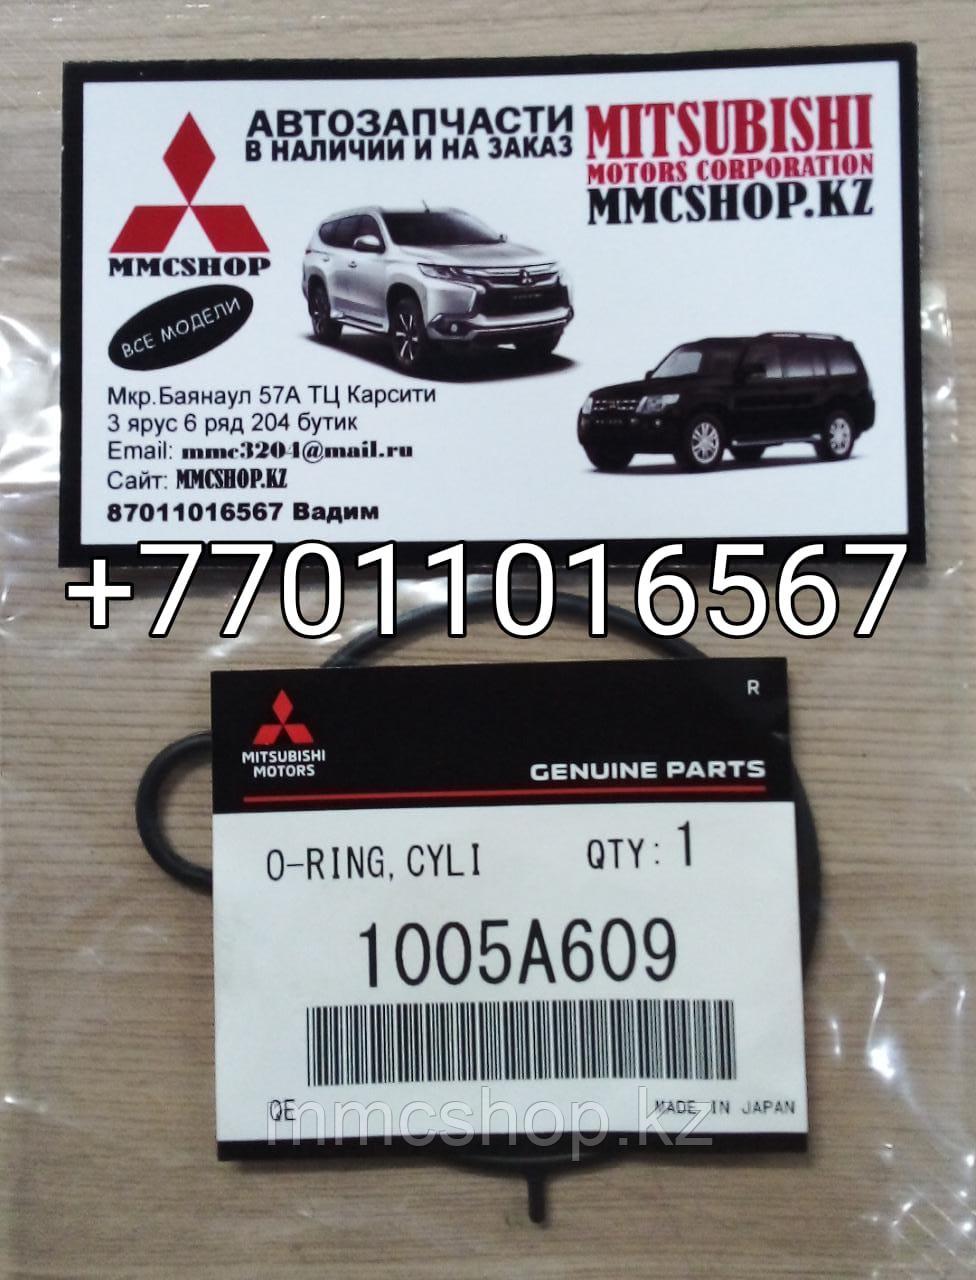 АВТОЗАПЧАСТИ
В НАЛИЧИИ И НА ЗАКАЗ
MITSUBISHI
MOTORS CORPORATION
MMCSHOP.KZ
MMCSHOP
ВСЕ МОДЕЛИ
Мкр.Баянаул 57А ТЦ Карсити
3 ярус 6 ряд 204 бутик
Email: mmc3204@mail.ru
Сайт: MMCSHOP.KZ
87011016567 Вадим
+77011016567
R
MITSUBISHI
MOTORS
GENUINE PARTS
O-RING, CYLI QTY: 1
1005A609
QE MADE IN JAPAN
mmcshop.kz